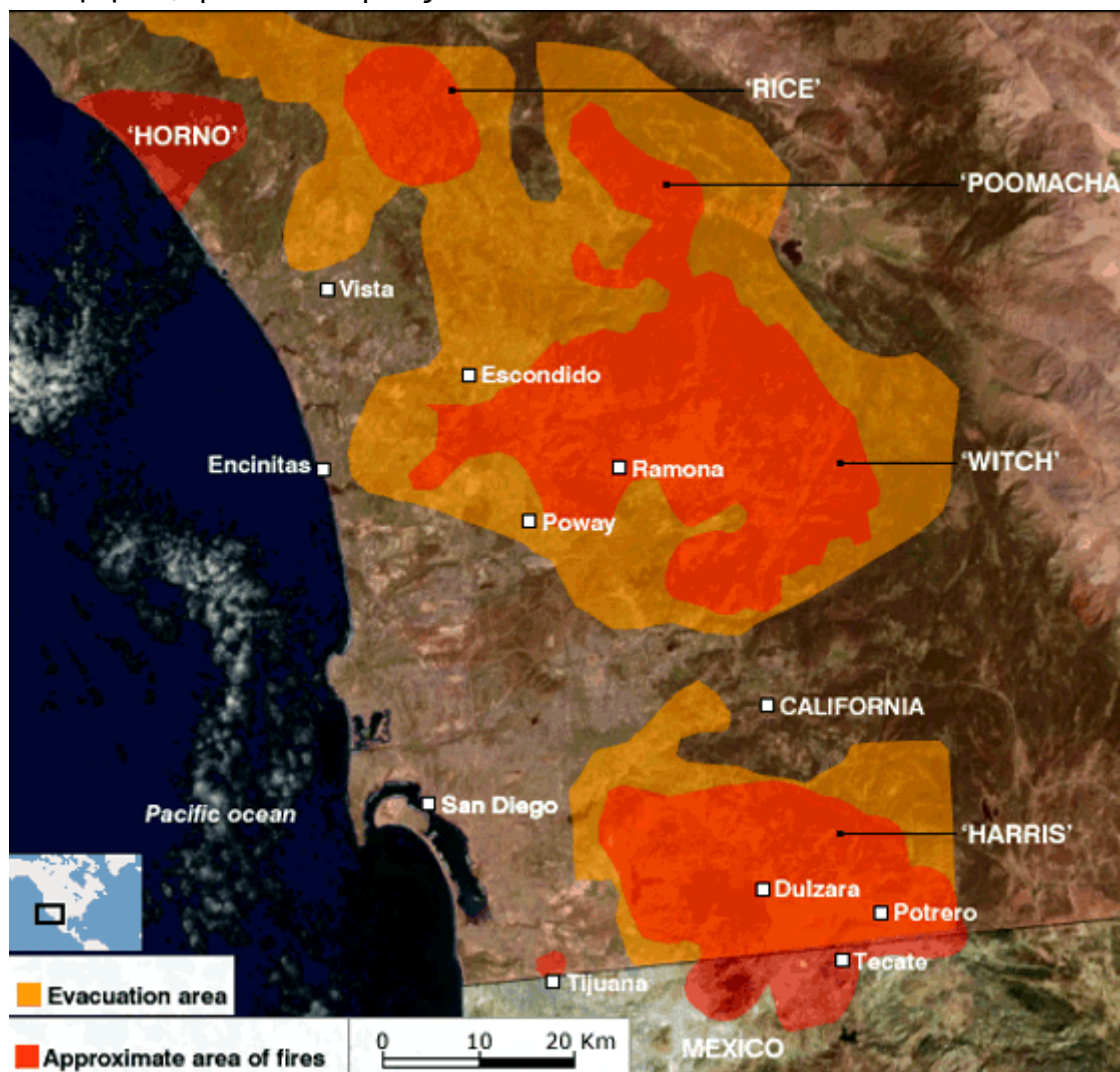 ‘RICE’
‘HORNO’
‘POOMACHA
Vista
Escondido
Encinitas
Ramona
‘WITCH’
Poway
CALIFORNIA
San Diego
Pacific ocean
‘HARRIS’
Dulzara
Potrero
Tecate
Tijuana
Evacuation area
Approximate area of fires
0 10 20 Km
MEXICO